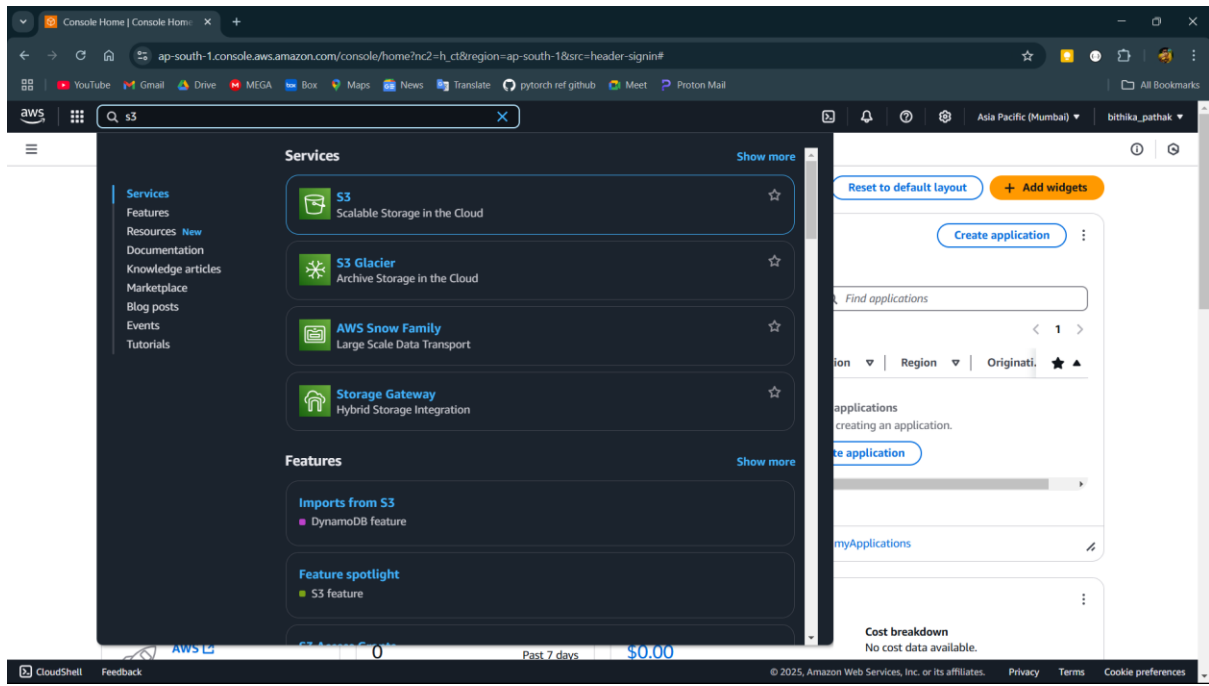 Console Home | Console Home
ap-south-1.console.aws.amazon.com/console/home?nc2=h_ct&region=ap-south-1&src=header-signin#
YouTube Gmail Drive MEGA Box Maps News Translate pytorch ref github Meet Proton Mail All Bookmarks
aws s3 Asia Pacific (Mumbai) bithika_pathak
Services
Features
Resources New
Documentation
Knowledge articles
Marketplace
Blog posts
Events
Tutorials
Services Show more
S3
Scalable Storage in the Cloud
S3 Glacier
Archive Storage in the Cloud
AWS Snow Family
Large Scale Data Transport
Storage Gateway
Hybrid Storage Integration
Features Show more
Imports from S3
DynamoDB feature
Feature spotlight
S3 feature
Reset to default layout + Add widgets
Create application
Find applications
1
ion Region Originati.
applications
creating an application.
te application
myApplications
Cost breakdown
No cost data available.
AWS 0 Past 7 days $0.00
CloudShell Feedback © 2025, Amazon Web Services, Inc. or its affiliates. Privacy Terms Cookie preferences